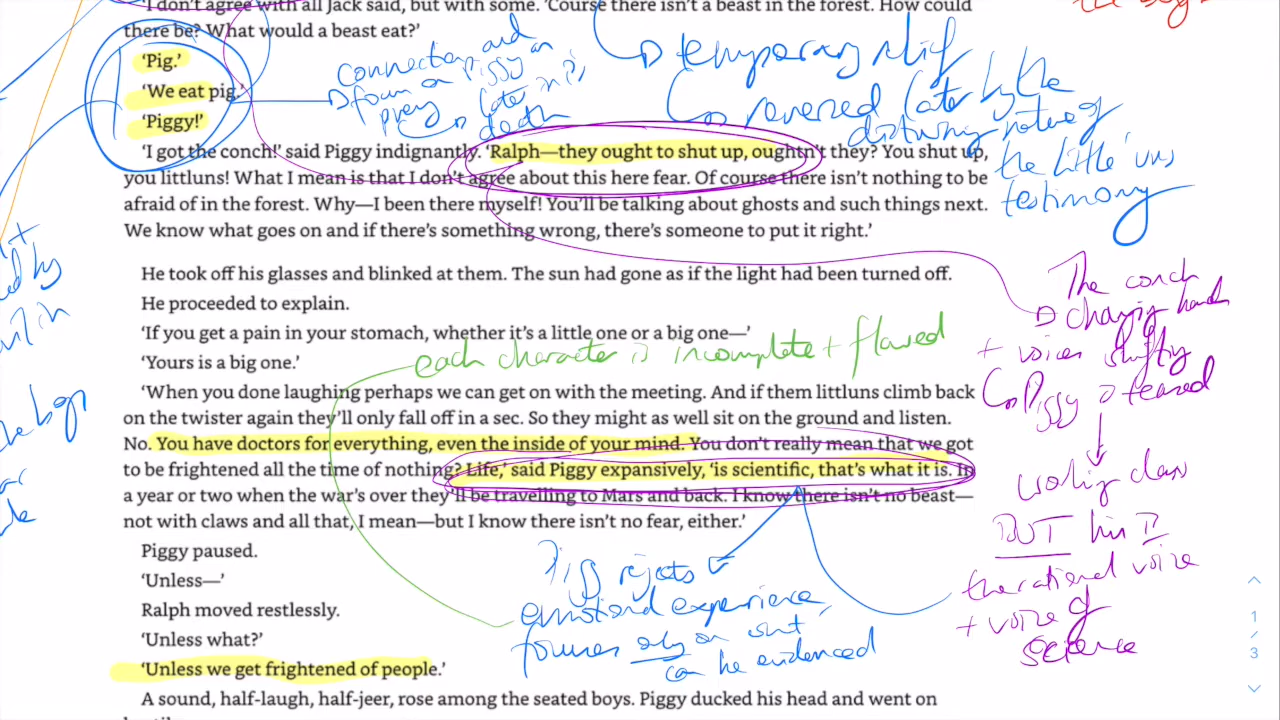 'I don't agree with all Jack said, but with some. 'Course there isn't a beast in the forest. How could
there be? What would a beast eat?'
'Pig.'
'We eat pig.'
'Piggy!'
connection and
focus on piggy as
prey
later in his
death
temporary relief
reversed later by the
disturbing nature of
the little 'uns
testimony
'I got the conch!' said Piggy indignantly. 'Ralph—they ought to shut up, oughtn't they? You shut up,
you littluns! What I mean is that I don't agree about this here fear. Of course there isn't nothing to be
afraid of in the forest. Why—I been there myself! You'll be talking about ghosts and such things next.
We know what goes on and if there's something wrong, there's someone to put it right.'
He took off his glasses and blinked at them. The sun had gone as if the light had been turned off.
He proceeded to explain.
'If you get a pain in your stomach, whether it's a little one or a big one—'
'Yours is a big one.'
each character is incomplete + flawed
'When you done laughing perhaps we can get on with the meeting. And if them littluns climb back
on the twister again they'll only fall off in a sec. So they might as well sit on the ground and listen.
No. You have doctors for everything, even the inside of your mind. You don't really mean that we got
to be frightened all the time of nothing? Life,' said Piggy expansively, 'is scientific, that's what it is. In
a year or two when the war's over they'll be travelling to Mars and back. I know there isn't no beast—
not with claws and all that, I mean—but I know there isn't no fear, either.'
The conch
changing hands
+ voices shifting
Piggy is feared
working class
BUT his is
the rational voice
+ voice of
science
Piggy paused.
'Unless—'
Ralph moved restlessly.
'Unless what?'
'Unless we get frightened of people.'
Piggy rejects
emotional experience,
focuses only on what
can be evidenced
A sound, half-laugh, half-jeer, rose among the seated boys. Piggy ducked his head and went on
1/3